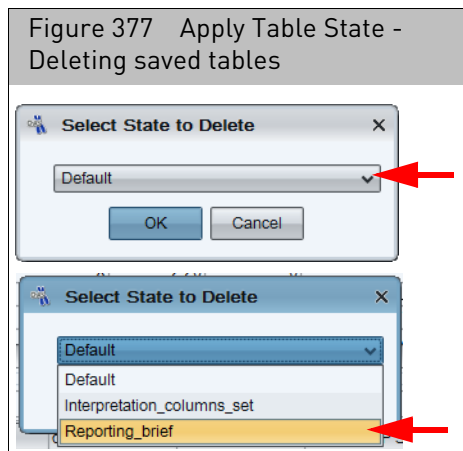 Figure 377 Apply Table State -
Deleting saved tables
Select State to Delete
Default
OK Cancel
Select State to Delete
Default
Default
Interpretation_columns_set
Reporting_brief